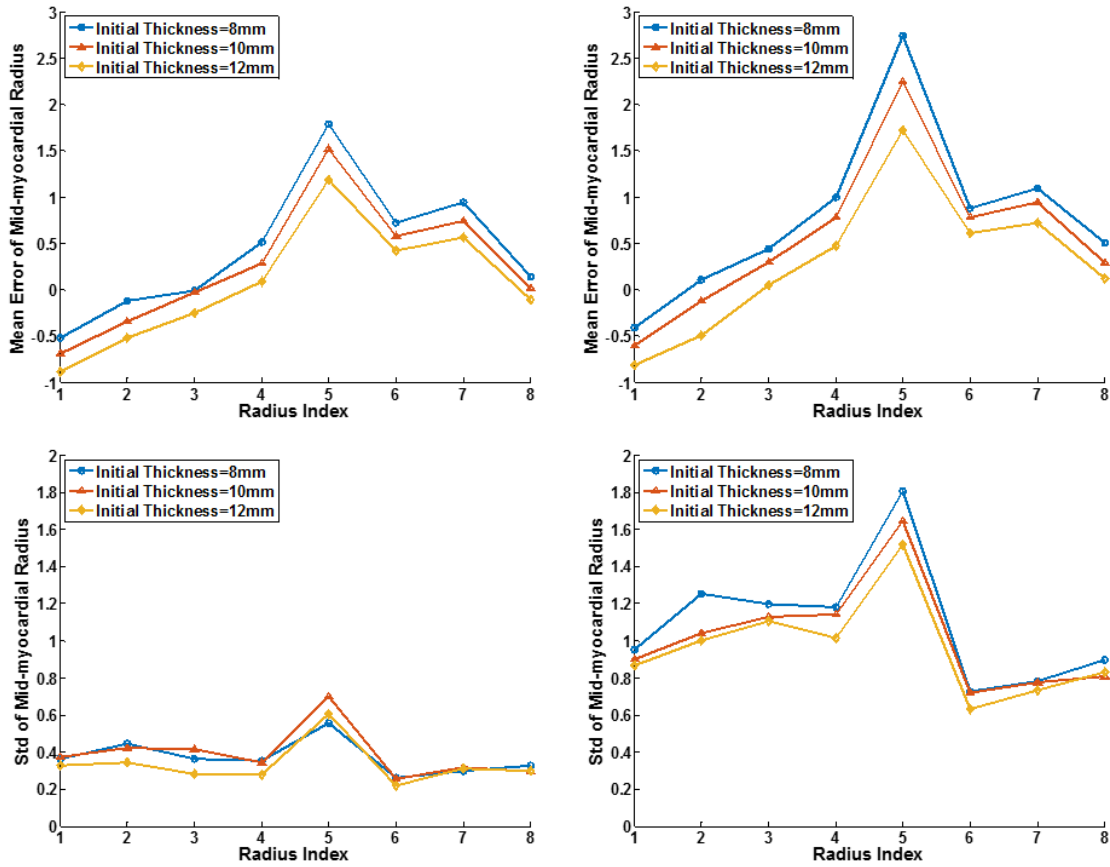 Initial Thickness=8mm
Initial Thickness=10mm
Initial Thickness=12mm
Mean Error of Mid-myocardial Radius
3
2.5
2
1.5
1
0.5
0
-0.5
-1
1 2 3 4 5 6 7 8
Radius Index
Initial Thickness=8mm
Initial Thickness=10mm
Initial Thickness=12mm
Mean Error of Mid-myocardial Radius
3
2.5
2
1.5
1
0.5
0
-0.5
-1
1 2 3 4 5 6 7 8
Radius Index
Initial Thickness=8mm
Initial Thickness=10mm
Initial Thickness=12mm
Std of Mid-myocardial Radius
2
1.8
1.6
1.4
1.2
1
0.8
0.6
0.4
0.2
0
1 2 3 4 5 6 7 8
Radius Index
Initial Thickness=8mm
Initial Thickness=10mm
Initial Thickness=12mm
Std of Mid-myocardial Radius
2
1.8
1.6
1.4
1.2
1
0.8
0.6
0.4
0.2
0
1 2 3 4 5 6 7 8
Radius Index